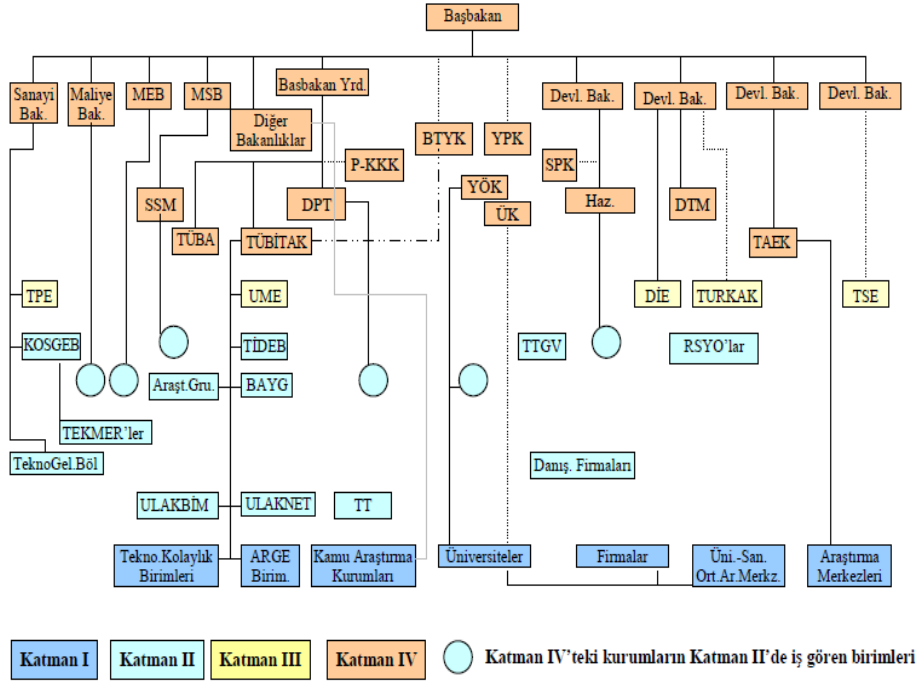 Başbakan
Sanayi
Bak.
Maliye
Bak.
MEB
MSB
Diğer
Bakanlıklar
Basbakan Yrd.
BTYK
YPK
Devl. Bak.
Devl. Bak.
Devl. Bak.
Devl. Bak.
P-KKK
SPK
YÖK
ÜK
Haz.
DTM
SSM
DPT
TÜBA
TÜBİTAK
TAEK
TPE
UME
DİE
TURKAK
TSE
KOSGEB
TİDEB
TTGV
RSYO’lar
Araşt.Gru.
BAYG
TEKMER’ler
TeknoGel.Böl
Danış. Firmaları
ULAKBİM
ULAKNET
TT
Tekno.Kolaylık
Birimleri
ARGE
Birim.
Kamu Araştırma
Kurumları
Üniversiteler
Firmalar
Üni.-San.
Ort.Ar.Merkz.
Araştırma
Merkezleri
Katman I
Katman II
Katman III
Katman IV
Katman IV’teki kurumların Katman II’de iş gören birimleri